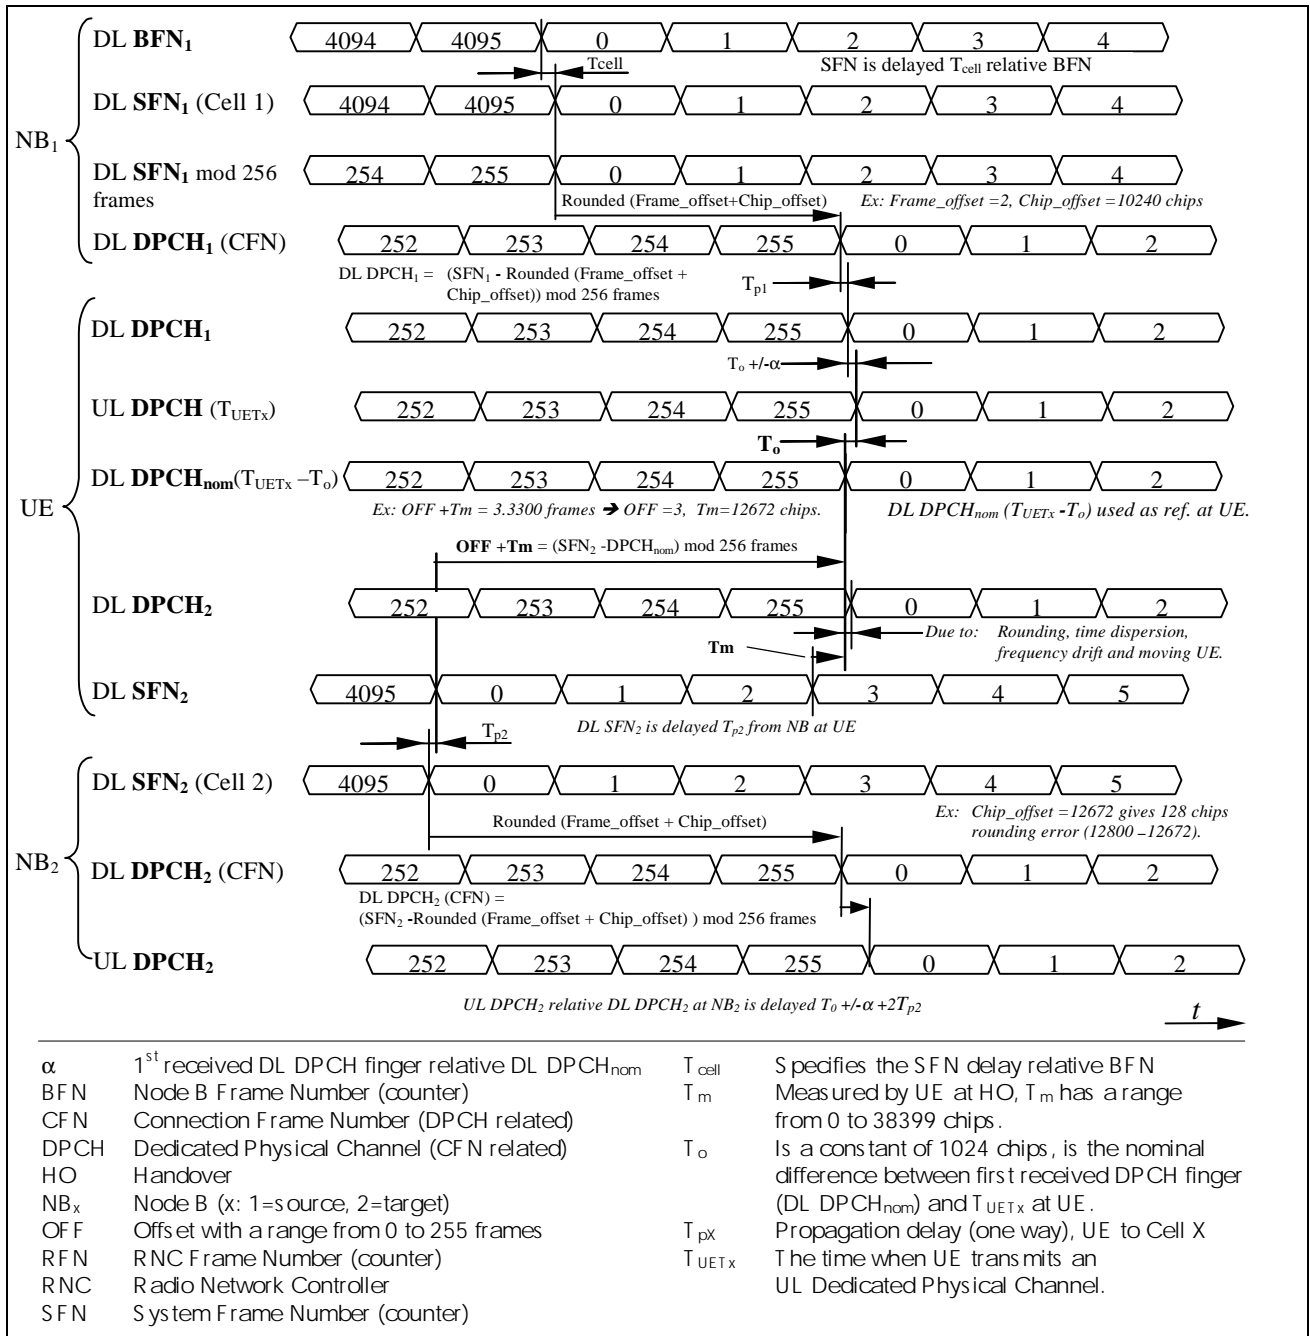 DL BFN1 4094 4095 0 1 2 3 4
Tcell SFN is delayed Tcell relative BFN
DL SFN1 (Cell 1) 4094 4095 0 1 2 3 4
NB1
DL SFN1 mod 256 frames 254 255 0 1 2 3 4
Rounded (Frame_offset+Chip_offset) Ex: Frame_offset =2, Chip_offset =10240 chips
DL DPCH1 (CFN) 252 253 254 255 0 1 2
DL DPCH1 = (SFN1 - Rounded (Frame_offset +
Chip_offset)) mod 256 frames
Tp1
DL DPCH1 252 253 254 255 0 1 2
To +/-α
UL DPCH (TUETx) 252 253 254 255 0 1 2
To
DL DPCHnom(TUETx –To) 252 253 254 255 0 1 2
UE
Ex: OFF +Tm = 3.3300 frames ➔ OFF =3, Tm=12672 chips. DL DPCHnom (TUETx -To) used as ref. at UE.
OFF +Tm = (SFN2 -DPCHnom) mod 256 frames
DL DPCH2 252 253 254 255 0 1 2
Due to: Rounding, time dispersion,
frequency drift and moving UE.
Tm
DL SFN2 4095 0 1 2 3 4 5
DL SFN2 is delayed Tp2 from NB at UE
Tp2
DL SFN2 (Cell 2) 4095 0 1 2 3 4 5
Ex: Chip_offset =12672 gives 128 chips
rounding error (12800 –12672).
Rounded (Frame_offset + Chip_offset)
NB2
DL DPCH2 (CFN) 252 253 254 255 0 1 2
DL DPCH2 (CFN) =
(SFN2 -Rounded (Frame_offset + Chip_offset) ) mod 256 frames
UL DPCH2 252 253 254 255 0 1 2
UL DPCH2 relative DL DPCH2 at NB2 is delayed T0 +/-α +2Tp2
t
α 1st received DL DPCH finger relative DL DPCHnom
BFN Node B Frame Number (counter)
CFN Connection Frame Number (DPCH related)
DPCH Dedicated Physical Channel (CFN related)
HO Handover
NBx Node B (x: 1=source, 2=target)
OFF Offset with a range from 0 to 255 frames
RFN RNC Frame Number (counter)
RNC Radio Network Controller
SFN System Frame Number (counter)
Tcell Specifies the SFN delay relative BFN
Tm Measured by UE at HO, Tm has a range
from 0 to 38399 chips.
To Is a constant of 1024 chips, is the nominal
difference between first received DPCH finger
(DL DPCHnom) and TUETx at UE.
TpX Propagation delay (one way), UE to Cell X
TUETx The time when UE transmits an
UL Dedicated Physical Channel.